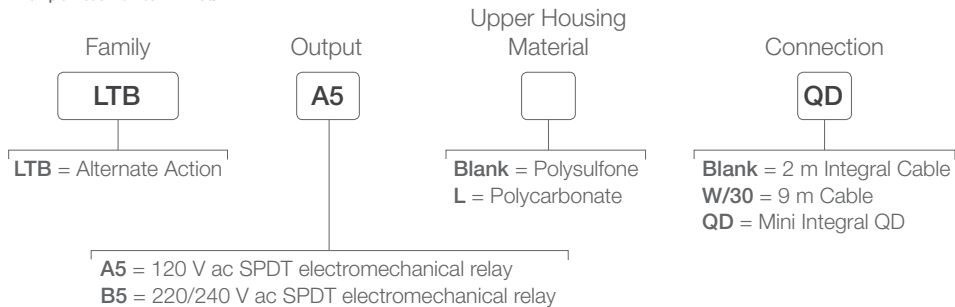 Family
Output
Upper Housing
Material
Connection
LTB
A5
QD
LTB = Alternate Action
Blank = Polysulfone
L = Polycarbonate
Blank = 2 m Integral Cable
W/30 = 9 m Cable
QD = Mini Integral QD
A5 = 120 V ac SPDT electromechanical relay
B5 = 220/240 V ac SPDT electromechanical relay